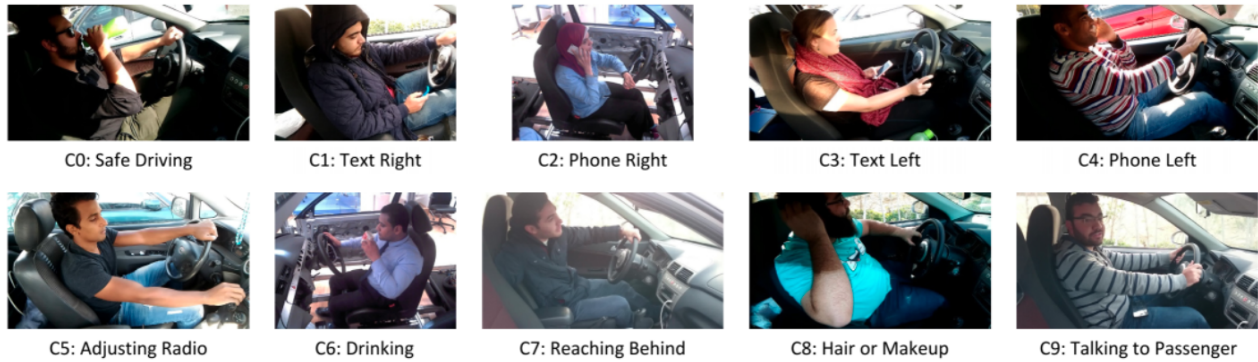 C0: Safe Driving
C1: Text Right
C2: Phone Right
C3: Text Left
C4: Phone Left
C5: Adjusting Radio
C6: Drinking
C7: Reaching Behind
C8: Hair or Makeup
C9: Talking to Passenger